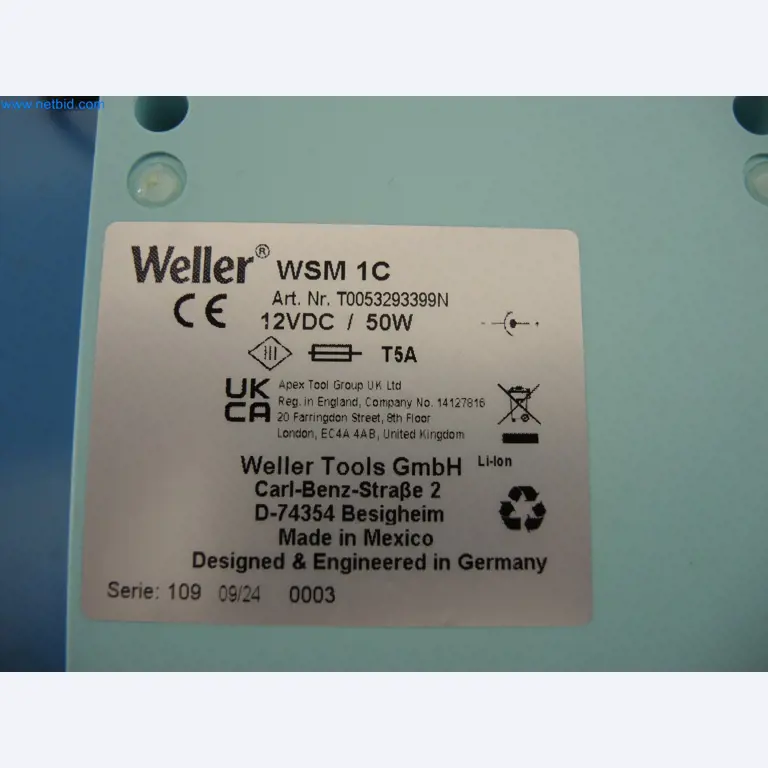 www.netbid.com
Weller® WSM 1C
Art. Nr. T0053293399N
CE 12VDC / 50W
T5A
UK
CA
Apex Tool Group UK Ltd
Reg. in England, Company No. 14127816
20 Farringdon Street, 8th Floor
London, EC4A 4AB, United Kingdom
Weller Tools GmbH Li-Ion
Carl-Benz-Straße 2
D-74354 Besigheim
Made in Mexico
Designed & Engineered in Germany
Serie: 109 09/24 0003